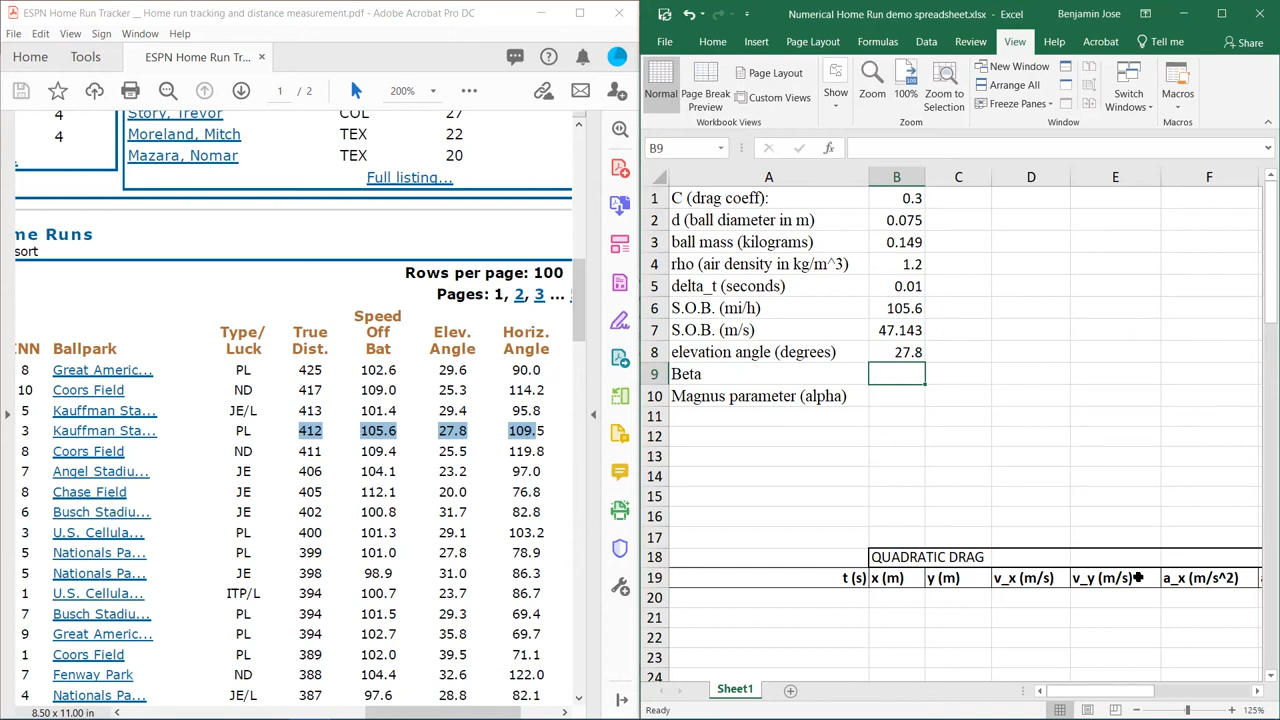 ESPN Home Run Tracker __ Home run tracking and distance measurement.pdf - Adobe Acrobat Pro DC
File Edit View Sign Window Help
Home Tools ESPN Home Run Tr... ×
1 / 2 200%
4 Story, Trevor COL 27
4 Moreland, Mitch TEX 22
Mazara, Nomar TEX 20
Full listing...
me Runs
sort
Rows per page: 100
Pages: 1, 2, 3 ...
INN Ballpark Type/ Luck True Dist. Speed Off Bat Elev. Angle Horiz. Angle
8 Great Americ... PL 425 102.6 29.6 90.0
10 Coors Field ND 417 109.0 25.3 114.2
5 Kauffman Sta... JE/L 413 101.4 29.4 95.8
3 Kauffman Sta... PL 412 105.6 27.8 109.5
8 Coors Field ND 411 109.4 25.5 119.8
7 Angel Stadiu... JE 406 104.1 23.2 97.0
8 Chase Field JE 405 112.1 20.0 76.8
6 Busch Stadiu... JE 402 100.8 31.7 82.8
3 U.S. Cellula... PL 400 101.3 29.1 103.2
5 Nationals Pa... PL 399 101.0 27.8 78.9
5 Nationals Pa... JE 398 98.9 31.0 86.3
1 U.S. Cellula... ITP/L 394 100.7 23.7 86.7
7 Busch Stadiu... PL 394 101.5 29.3 69.4
9 Great Americ... PL 394 102.7 35.8 69.7
1 Coors Field PL 389 102.0 39.5 71.1
7 Fenway Park ND 388 104.4 32.6 122.0
4 Nationals Pa... JE/L 387 97.6 28.8 82.1
8.50 x 11.00 in
Numerical Home Run demo spreadsheet.xlsx - Excel Benjamin Jose
File Home Insert Page Layout Formulas Data Review View Help Acrobat Tell me Share
Normal Page Break Preview Page Layout Custom Views Show Zoom 100% Zoom to Selection New Window Arrange All Freeze Panes Switch Windows Macros
Workbook Views Zoom Window Macros
B9 fx
A B C D E F
1 C (drag coeff): 0.3
2 d (ball diameter in m) 0.075
3 ball mass (kilograms) 0.149
4 rho (air density in kg/m^3) 1.2
5 delta_t (seconds) 0.01
6 S.O.B. (mi/h) 105.6
7 S.O.B. (m/s) 47.143
8 elevation angle (degrees) 27.8
9 Beta
10 Magnus parameter (alpha)
11
12
13
14
15
16
17
18 QUADRATIC DRAG
19 t (s) x (m) y (m) v_x (m/s) v_y (m/s) a_x (m/s^2)
20
21
22
23
24
Sheet1
Ready 125%